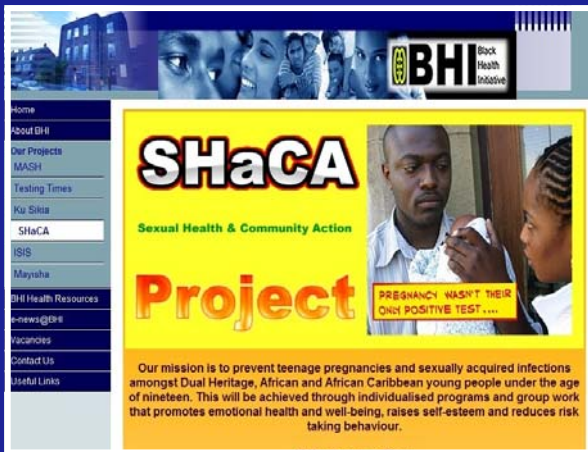 BHI
Black
Health
Initiative
Home
About BHI
Our Projects
MASH
Testing Times
Ku Sikia
SHaCA
ISIS
Mayisha
BHI Health Resources
e-news@BHI
Vacancies
Contact Us
Useful Links
SHaCA
Sexual Health & Community Action
Project
PREGNANCY WASN'T THEIR
ONLY POSITIVE TEST....
Our mission is to prevent teenage pregnancies and sexually acquired infections
amongst Dual Heritage, African and African Caribbean young people under the age
of nineteen. This will be achieved through individualised programs and group work
that promotes emotional health and well-being, raises self-esteem and reduces risk
taking behaviour.